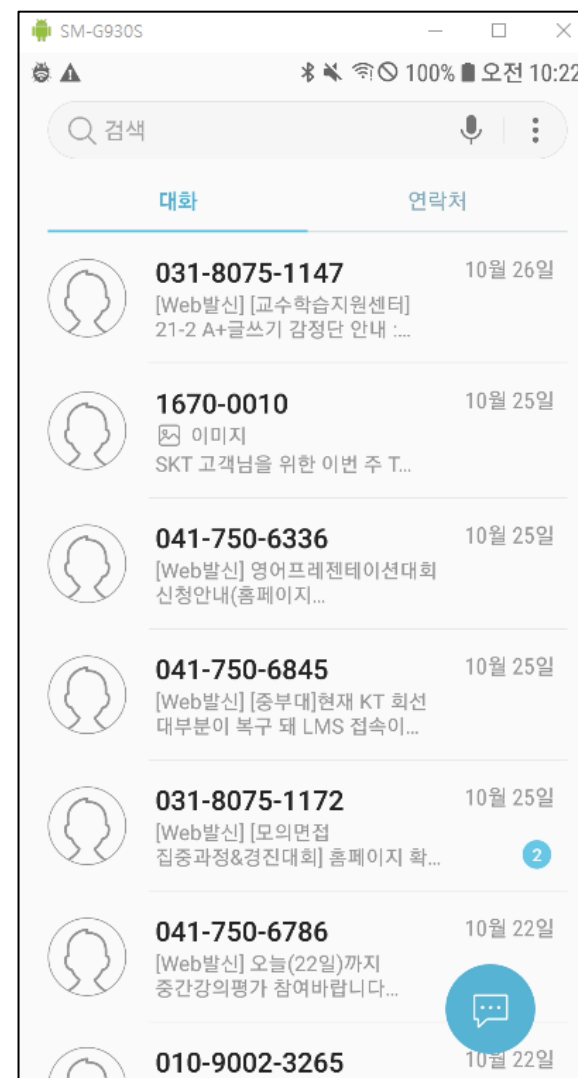 SM-G930S
100% 오전 10:22
검색
대화 연락처
031-8075-1147 10월 26일
[Web발신] [교수학습지원센터]
21-2 A+글쓰기 감정단 안내 :...
1670-0010 10월 25일
이미지
SKT 고객님을 위한 이번 주 T...
041-750-6336 10월 25일
[Web발신] 영어프레젠테이션대회
신청안내(홈페이지...
041-750-6845 10월 25일
[Web발신] [중부대]현재 KT 회선
대부분이 복구 돼 LMS 접속이...
031-8075-1172 10월 25일
[Web발신] [모의면접
집중과정&경진대회] 홈페이지 확...
2
041-750-6786 10월 22일
[Web발신] 오늘(22일)까지
중간강의평가 참여바랍니다...
010-9002-3265 10월 22일